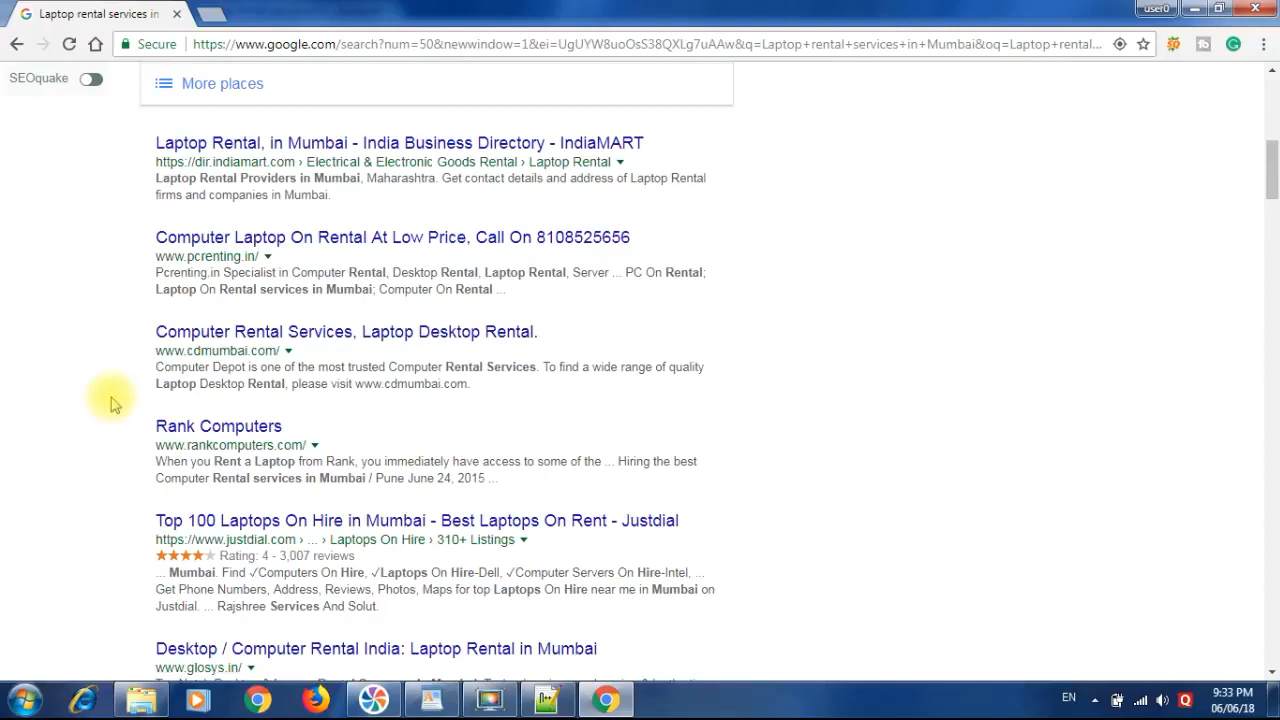 Laptop rental services in
user0
Secure
https://www.google.com/search?num=50&newwindow=1&ei=UgUYW8uoOsS38QXLg7uAAw&q=Laptop+rental+services+in+Mumbai&oq=Laptop+rental...
SEOquake
More places
Laptop Rental, in Mumbai - India Business Directory - IndiaMART
https://dir.indiamart.com › Electrical & Electronic Goods Rental › Laptop Rental
Laptop Rental Providers in Mumbai, Maharashtra. Get contact details and address of Laptop Rental
firms and companies in Mumbai.
Computer Laptop On Rental At Low Price, Call On 8108525656
www.pcrenting.in/
Pcrenting.in Specialist in Computer Rental, Desktop Rental, Laptop Rental, Server ... PC On Rental;
Laptop On Rental services in Mumbai; Computer On Rental ...
Computer Rental Services, Laptop Desktop Rental.
www.cdmumbai.com/
Computer Depot is one of the most trusted Computer Rental Services. To find a wide range of quality
Laptop Desktop Rental, please visit www.cdmumbai.com.
Rank Computers
www.rankcomputers.com/
When you Rent a Laptop from Rank, you immediately have access to some of the ... Hiring the best
Computer Rental services in Mumbai / Pune June 24, 2015 ...
Top 100 Laptops On Hire in Mumbai - Best Laptops On Rent - Justdial
https://www.justdial.com › ... › Laptops On Hire › 310+ Listings
Rating: 4 - 3,007 reviews
... Mumbai. Find ✓Computers On Hire, ✓Laptops On Hire-Dell, ✓Computer Servers On Hire-Intel, ...
Get Phone Numbers, Address, Reviews, Photos, Maps for top Laptops On Hire near me in Mumbai on
Justdial. ... Rajshree Services And Solut.
Desktop / Computer Rental India: Laptop Rental in Mumbai
www.glosys.in/
EN
9:33 PM
06/06/18